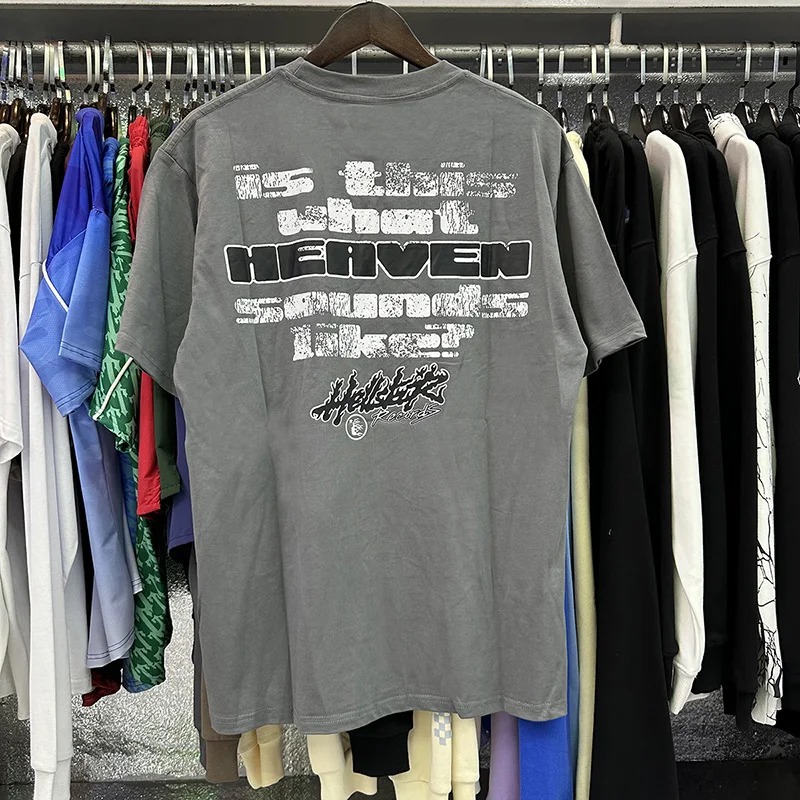 is this
what
HEAVEN
sounds
like?
Hellstar
Records